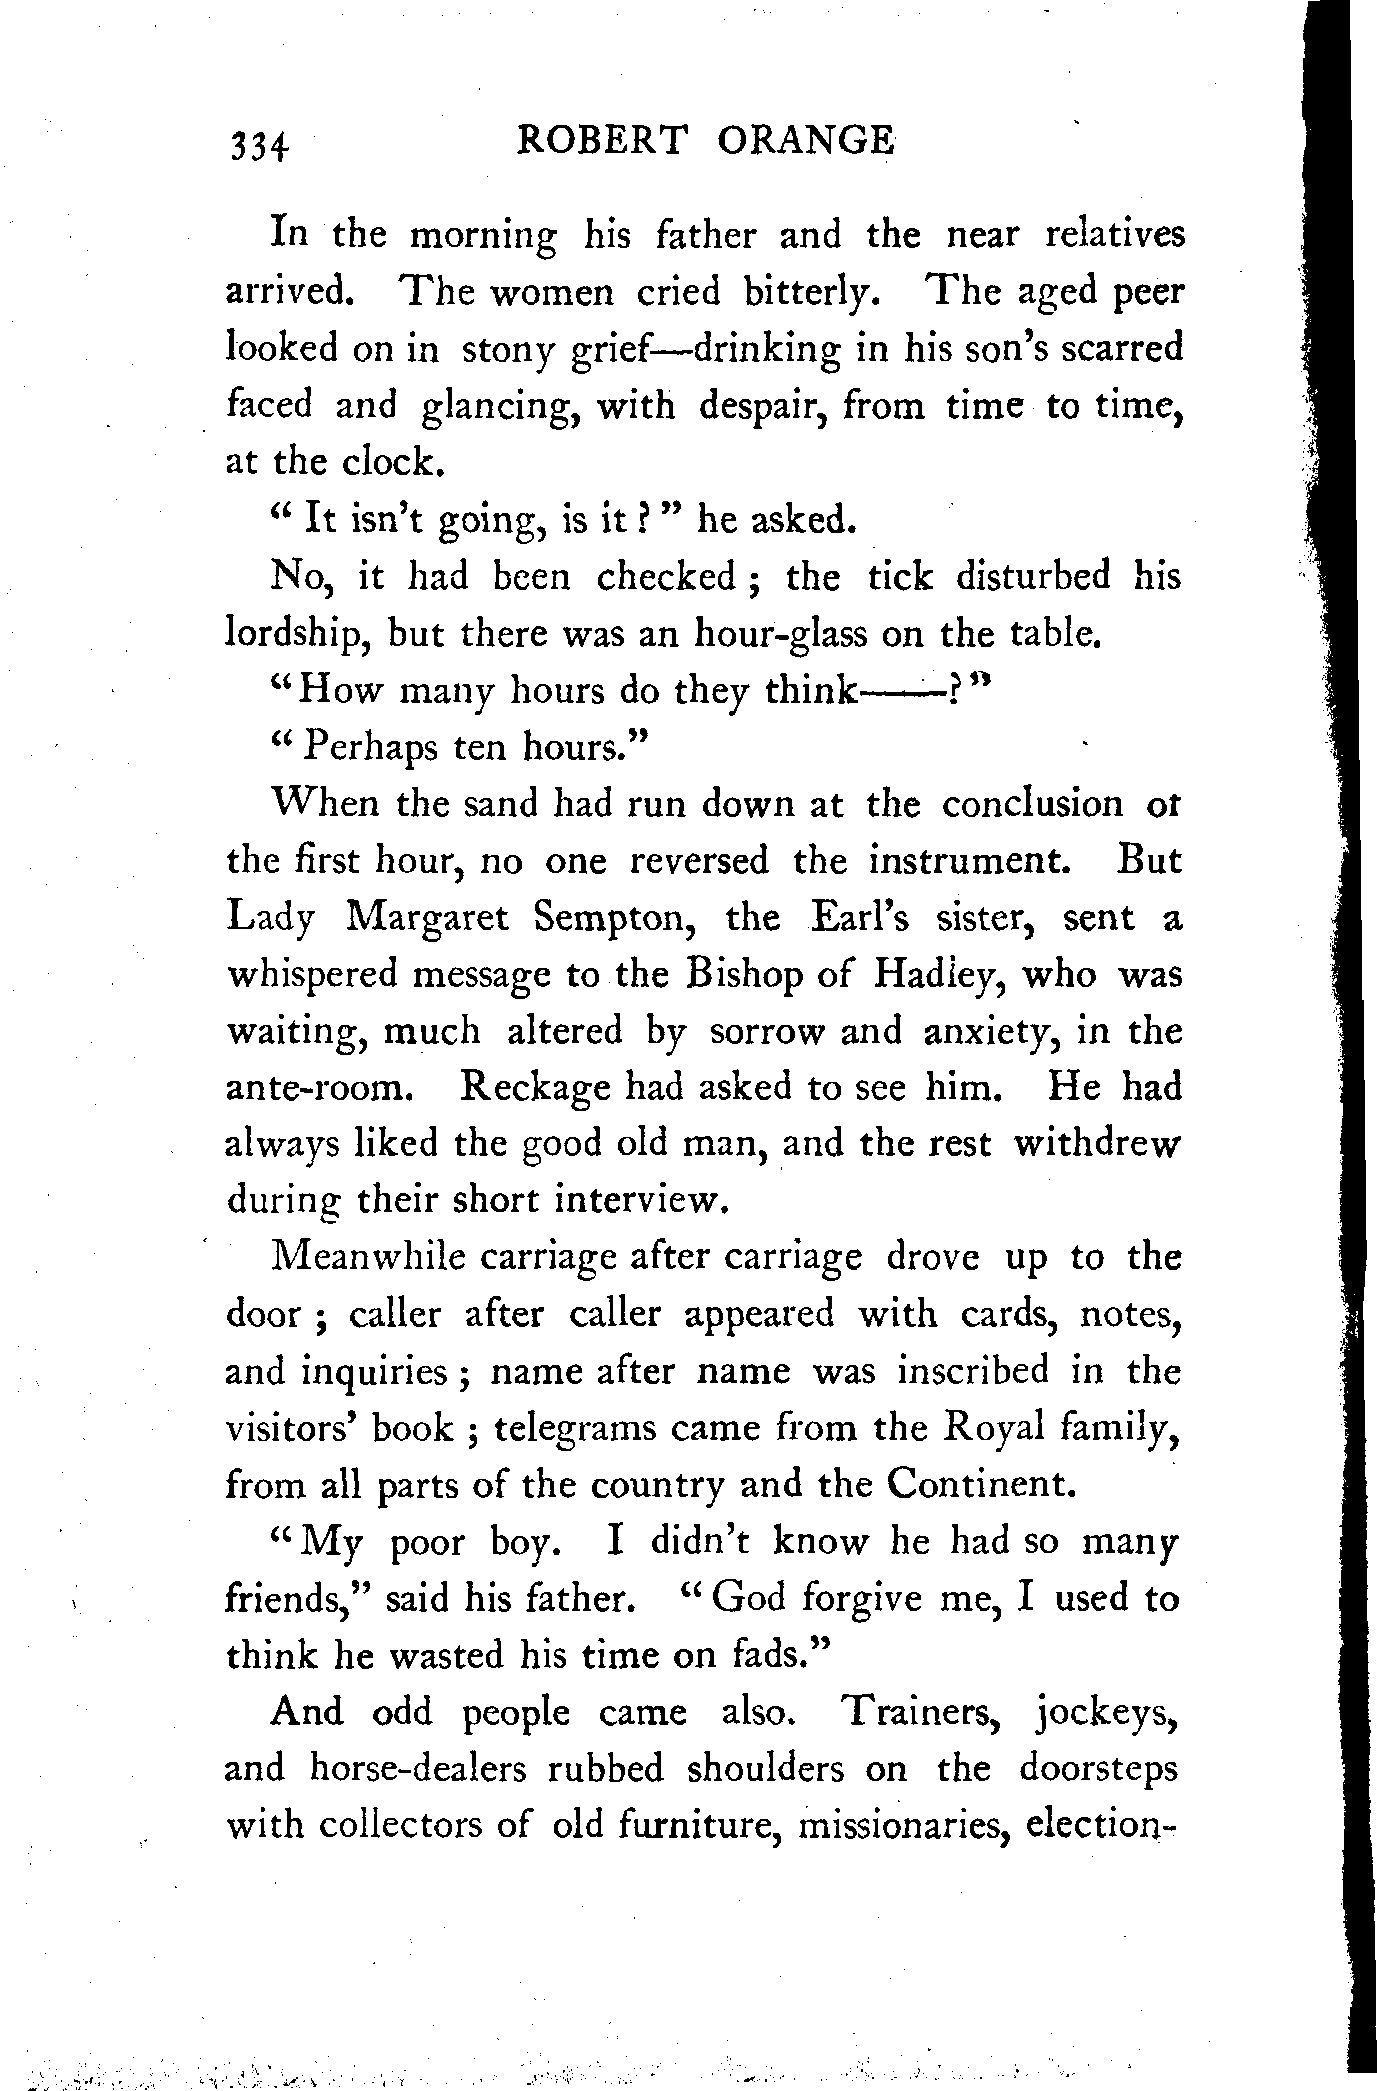 334 ROBERT ORANGE
In the morning his father and the near relatives
arrived. The women cried bitterly. The aged peer
looked on in stony grief—drinking in his son's scarred
faced and glancing, with despair, from time to time,
at the clock.
“ It isn't going, is it ? ” he asked.
No, it had been checked ; the tick disturbed his
lordship, but there was an hour-glass on the table.
“ How many hours do they think——? ”
“ Perhaps ten hours.”
When the sand had run down at the conclusion of
the first hour, no one reversed the instrument. But
Lady Margaret Sempton, the Earl's sister, sent a
whispered message to the Bishop of Hadley, who was
waiting, much altered by sorrow and anxiety, in the
ante-room. Reckage had asked to see him. He had
always liked the good old man, and the rest withdrew
during their short interview.
Meanwhile carriage after carriage drove up to the
door ; caller after caller appeared with cards, notes,
and inquiries ; name after name was inscribed in the
visitors' book ; telegrams came from the Royal family,
from all parts of the country and the Continent.
“ My poor boy. I didn't know he had so many
friends,” said his father. “ God forgive me, I used to
think he wasted his time on fads.”
And odd people came also. Trainers, jockeys,
and horse-dealers rubbed shoulders on the doorsteps
with collectors of old furniture, missionaries, election-